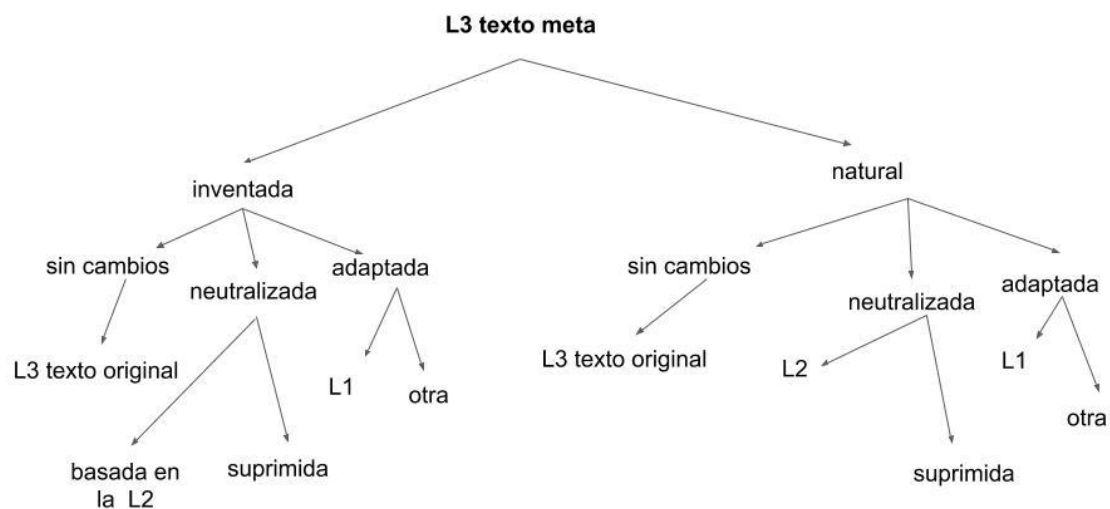 L3 texto meta
inventada
natural
sin cambios
neutralizada
adaptada
sin cambios
neutralizada
adaptada
L3 texto original
L1
otra
L3 texto original
L2
L1
otra
basada en
la L2
suprimida
suprimida